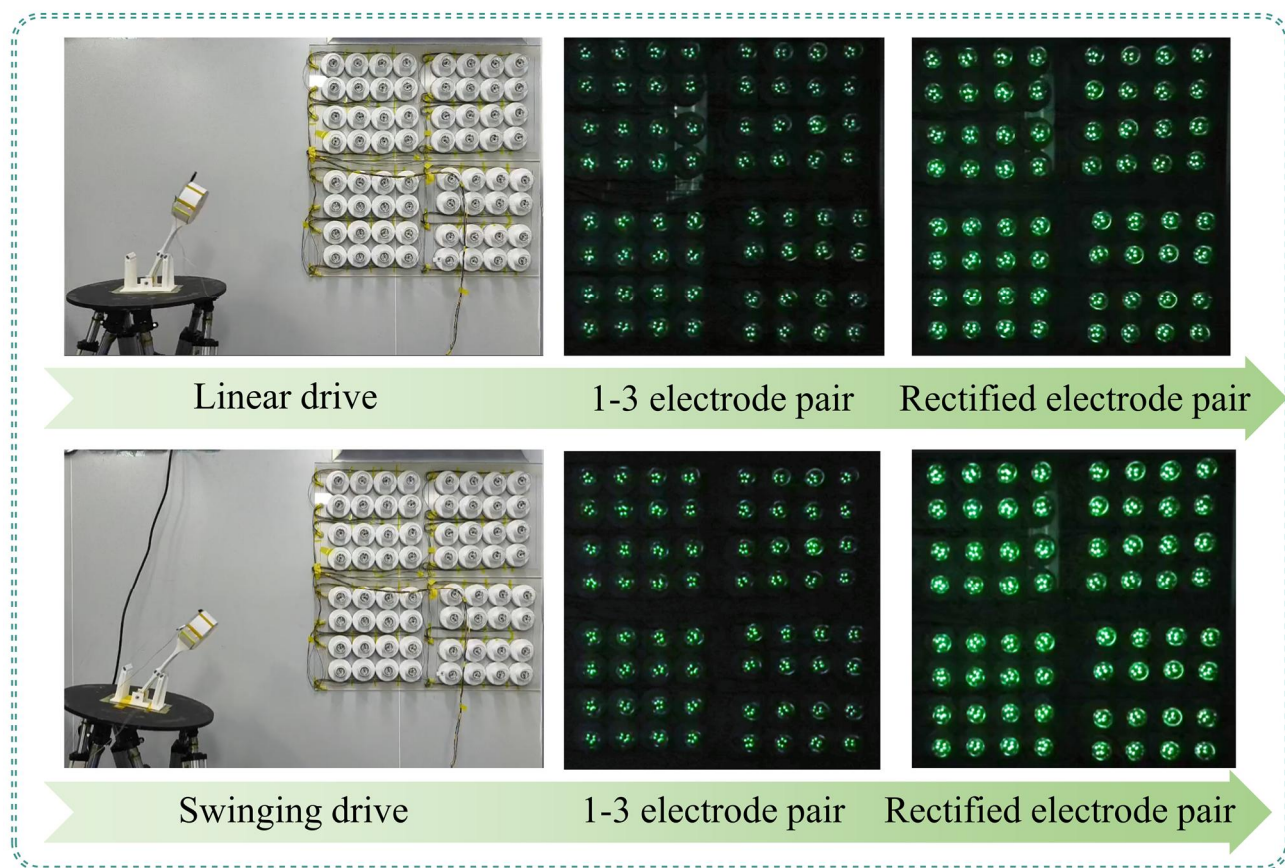 Linear drive
1-3 electrode pair
Rectified electrode pair
Swinging drive
1-3 electrode pair
Rectified electrode pair